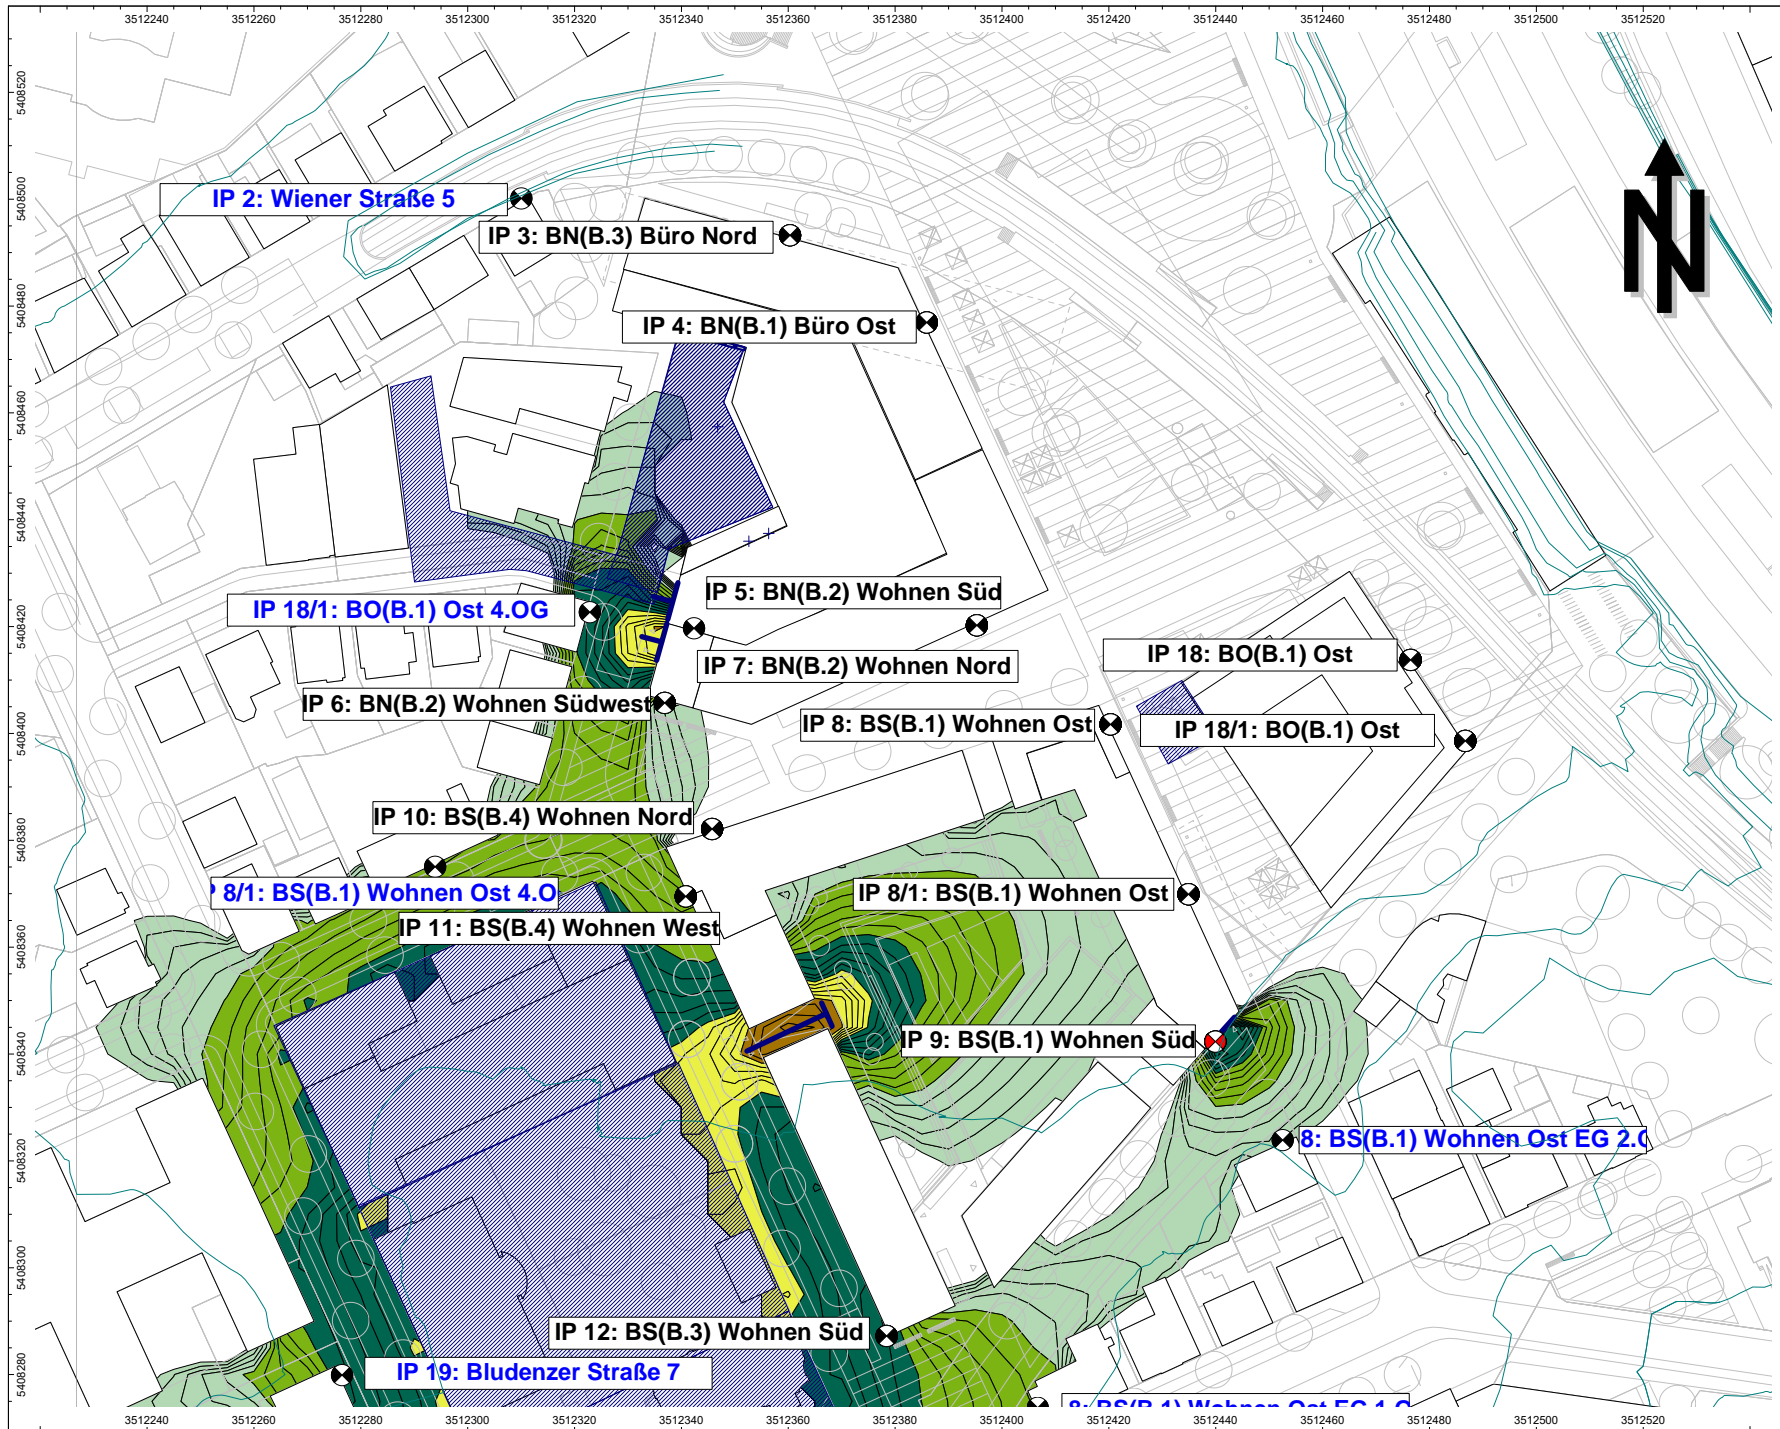 3512240 3512260 3512280 3512300 3512320 3512340 3512360 3512380 3512400 3512420 3512440 3512460 3512480 3512500 3512520
5408520
5408500
5408480
5408460
5408440
5408420
5408400
5408380
5408360
5408340
5408320
5408300
5408280
N
IP 2: Wiener Straße 5
IP 3: BN(B.3) Büro Nord
IP 4: BN(B.1) Büro Ost
IP 5: BN(B.2) Wohnen Süd
IP 18/1: BO(B.1) Ost 4.OG
IP 7: BN(B.2) Wohnen Nord
IP 18: BO(B.1) Ost
IP 6: BN(B.2) Wohnen Südwest
IP 8: BS(B.1) Wohnen Ost
IP 18/1: BO(B.1) Ost
IP 10: BS(B.4) Wohnen Nord
8/1: BS(B.1) Wohnen Ost 4.O
IP 8/1: BS(B.1) Wohnen Ost
IP 11: BS(B.4) Wohnen West
IP 9: BS(B.1) Wohnen Süd
8: BS(B.1) Wohnen Ost EG 2.
IP 12: BS(B.3) Wohnen Süd
IP 19: Bludenzer Straße 7
8: BS(B.1) Wohnen Ost EG 1.
3512240 3512260 3512280 3512300 3512320 3512340 3512360 3512380 3512400 3512420 3512440 3512460 3512480 3512500 3512520